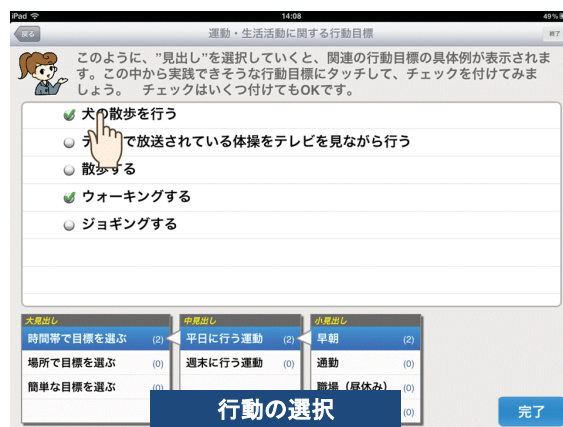 iPad 14:08 49%
戻る 運動・生活活動に関する行動目標 終了
このように、”見出し”を選択していくと、関連の行動目標の具体例が表示されま
す。この中から実践できそうな行動目標にタッチして、チェックを付けてみま
しょう。 チェックはいくつ付けてもOKです。
犬の散歩を行う
で放送されている体操をテレビを見ながら行う
散歩する
ウォーキングする
ジョギングする
大見出し 中見出し 小見出し
時間帯で目標を選ぶ (2) 平日に行う運動 (2) 早朝 (2)
場所で目標を選ぶ (0) 週末に行う運動 (0) 通勤 (0)
簡単な目標を選ぶ (0) 職場（昼休み） (0)
(0)
行動の選択
完了